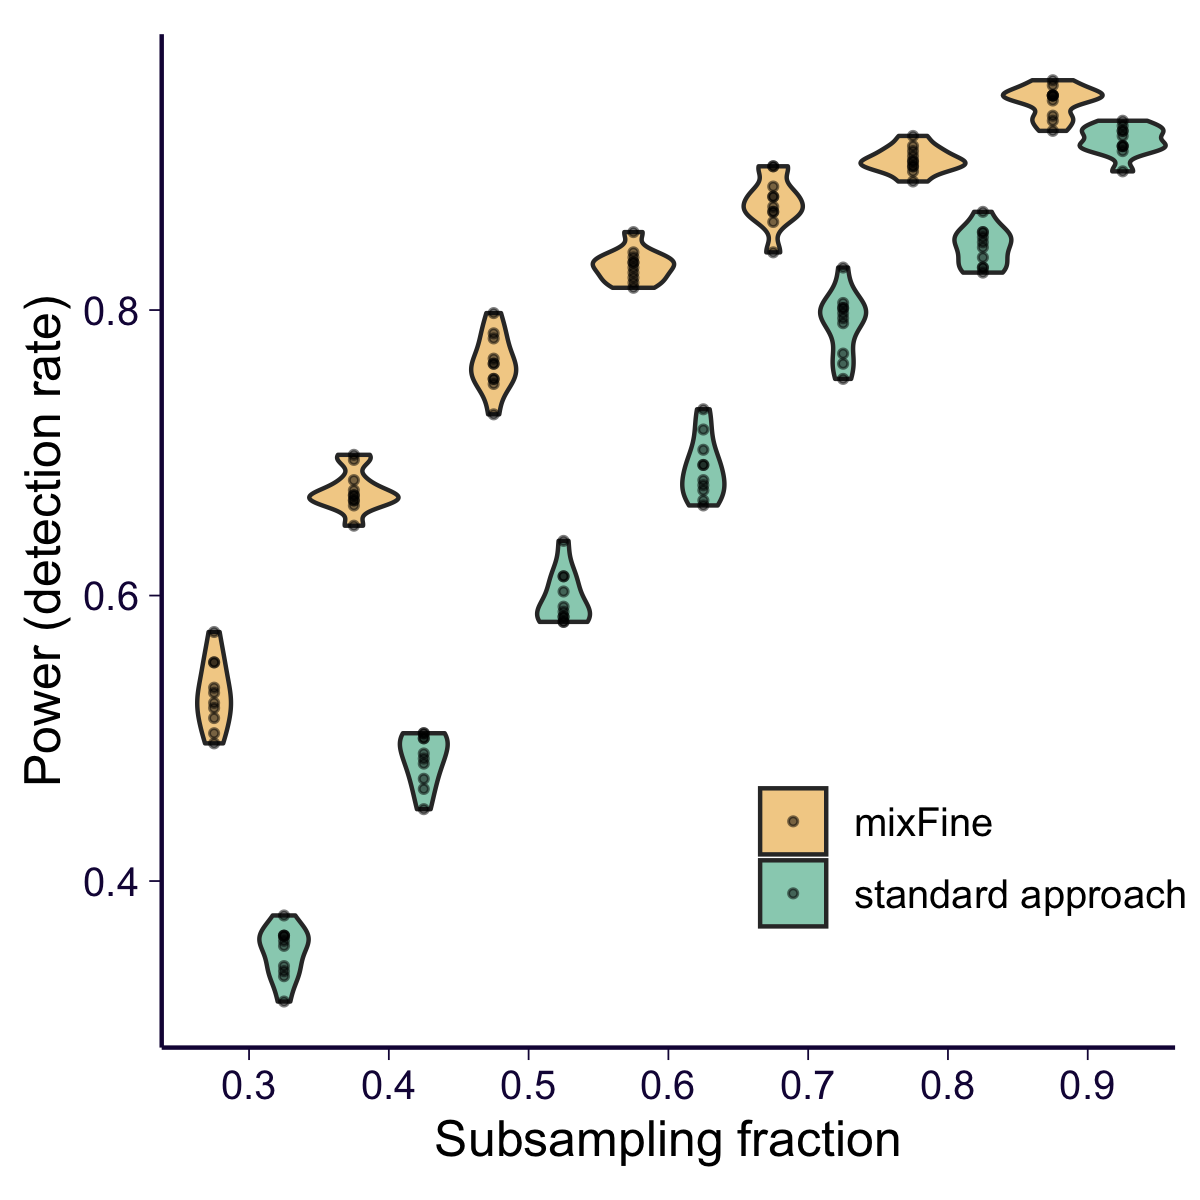 Power (detection rate)
0.8
0.6
0.4
mixFine
standard approach
0.3 0.4 0.5 0.6 0.7 0.8 0.9
Subsampling fraction